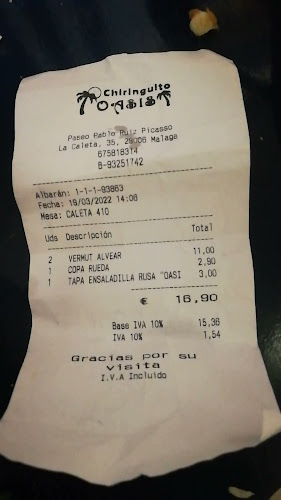 Chiringuito
OASIS
Paseo Pablo Ruiz Picasso
La Caleta, 35, 29006 Malaga
675818314
B-93251742
Albarán: 1-1-1-93863
Fecha: 19/03/2022 14:06
Mesa: CALETA 410
Uds Descripción Total
2 VERMUT ALVEAR 11,00
1 COPA RUEDA 2,90
1 TAPA ENSALADILLA RUSA "OASI 3,00
€ 16,90
Base IVA 10% 15,36
IVA 10% 1,54
Gracias por su
visita
I.V.A Incluido